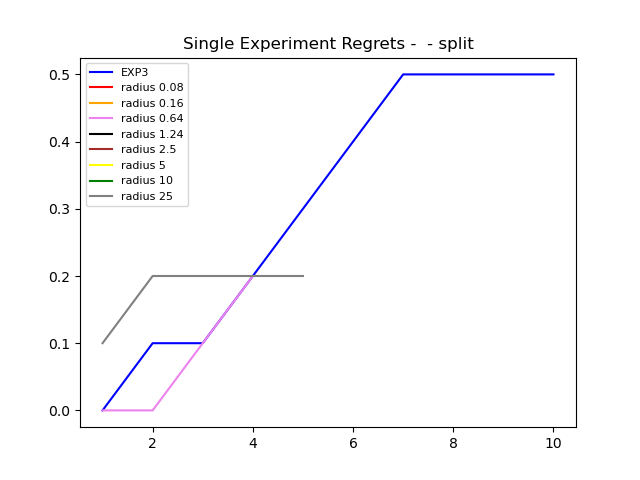 Single Experiment Regrets -  - split
0.5
0.4
0.3
0.2
0.1
0.0
EXP3
radius 0.08
radius 0.16
radius 0.64
radius 1.24
radius 2.5
radius 5
radius 10
radius 25
2 4 6 8 10